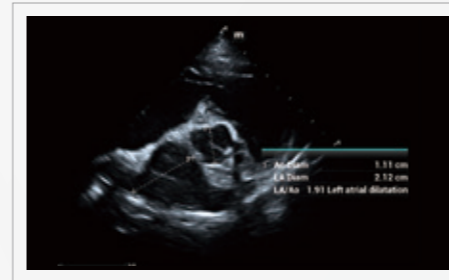 m
Ao Diam 1.11 cm
LA Diam 2.12 cm
LA/Ao 1.91 Left atrial dilatation